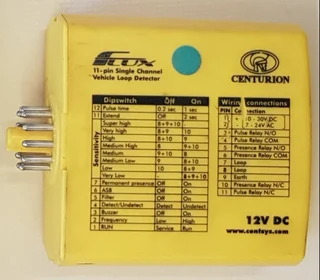 FLUX
11-pin Single Channel
Vehicle Loop Detector
CENTURION
Dipswitch Off On
12 Pulse time 0.2 sec 1 sec
11 Extend Off 2 sec
Sensitivity
Super high 8+9+10
Very high 8+9 10
High 8 9+10
Medium High 8+10 9
Medium 9+10 8
Medium Low 9 8+10
Low 10 8+9
Very Low 8+9+10
7 Permanent presence Off On
6 ASB Off On
5 Filter Off On
4 Detect/Undetect Detect Undetect
3 Buzzer Off On
2 Frequency Low High
1 RUN Service Run
Wiring connections
PIN Connection
1 + 10 - 30V DC
2 - 7 - 24V AC
3 Pulse Relay N/O
4 Pulse Relay COM
5 Presence Relay N/O
6 Presence Relay COM
7 Loop
8 Loop
9 Earth
10 Presence Relay N/C
11 Pulse Relay N/C
12V DC
www.centsys.com